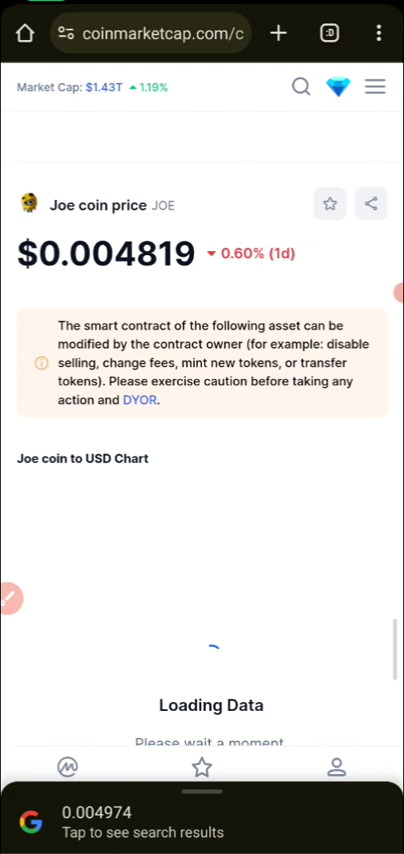 coinmarketcap.com/c
:D
Market Cap: $1.43T 1.19%
Joe coin price JOE
$0.004819 0.60% (1d)
The smart contract of the following asset can be
modified by the contract owner (for example: disable
selling, change fees, mint new tokens, or transfer
tokens). Please exercise caution before taking any
action and DYOR.
Joe coin to USD Chart
Loading Data
Please wait a moment
0.004974
Tap to see search results